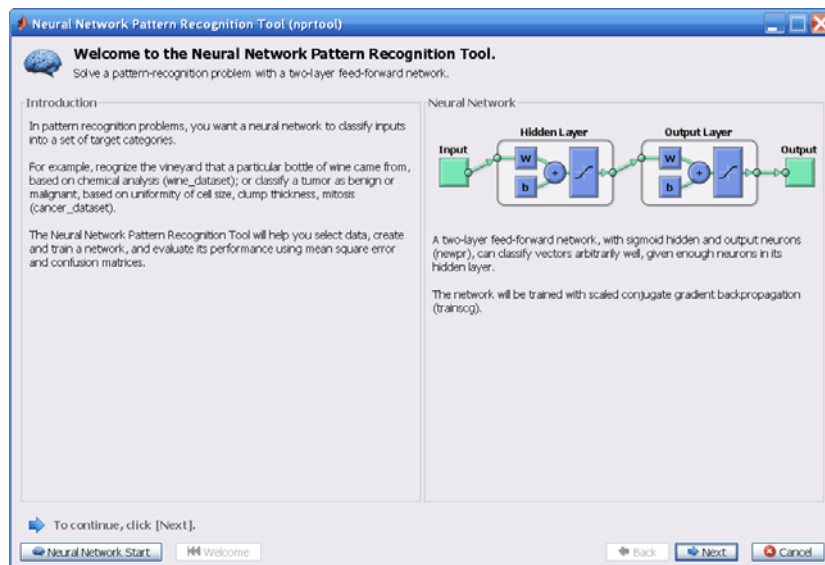 Neural Network Pattern Recognition Tool (nprtool)
Welcome to the Neural Network Pattern Recognition Tool.
Solve a pattern-recognition problem with a two-layer feed-forward network.
Introduction
In pattern recognition problems, you want a neural network to classify inputs
into a set of target categories.
For example, reognize the vineyard that a particular bottle of wine came from,
based on chemical analysis (wine_dataset); or classify a tumor as benign or
malignant, based on uniformity of cell size, clump thickness, mitosis
(cancer_dataset).
The Neural Network Pattern Recognition Tool will help you select data, create
and train a network, and evaluate its performance using mean square error
and confusion matrices.
Neural Network
Hidden Layer
Output Layer
Input
Output
W
b
+
W
b
+
A two-layer feed-forward network, with sigmoid hidden and output neurons
(newpr), can classify vectors arbitrarily well, given enough neurons in its
hidden layer.
The network will be trained with scaled conjugate gradient backpropagation
(trainscg).
To continue, click [Next].
Neural Network Start
Welcome
Back
Next
Cancel